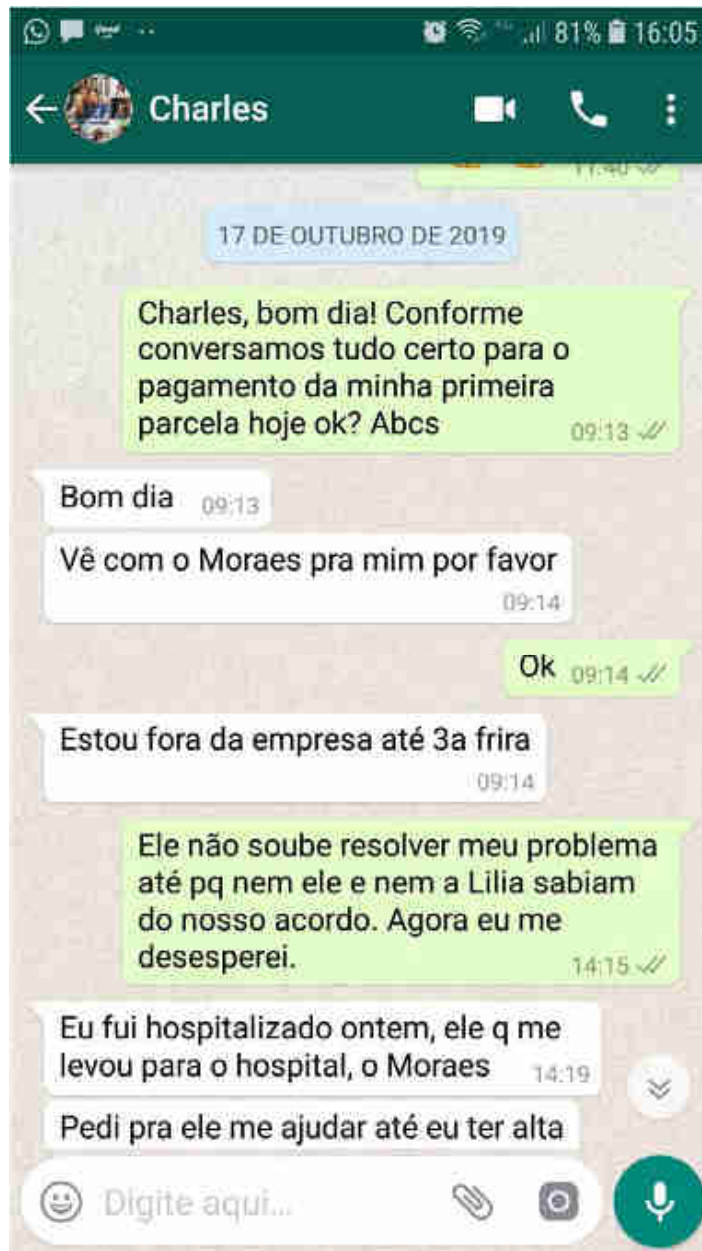 81% 16:05
Charles
11:40
17 DE OUTUBRO DE 2019
Charles, bom dia! Conforme
conversamos tudo certo para o
pagamento da minha primeira
parcela hoje ok? Abcs 09:13
Bom dia 09:13
Vê com o Moraes pra mim por favor
09:14
Ok 09:14
Estou fora da empresa até 3a frira
09:14
Ele não soube resolver meu problema
até pq nem ele e nem a Lilia sabiam
do nosso acordo. Agora eu me
desesperei. 14:15
Eu fui hospitalizado ontem, ele q me
levou para o hospital, o Moraes 14:19
Pedi pra ele me ajudar até eu ter alta
Digite aqui...